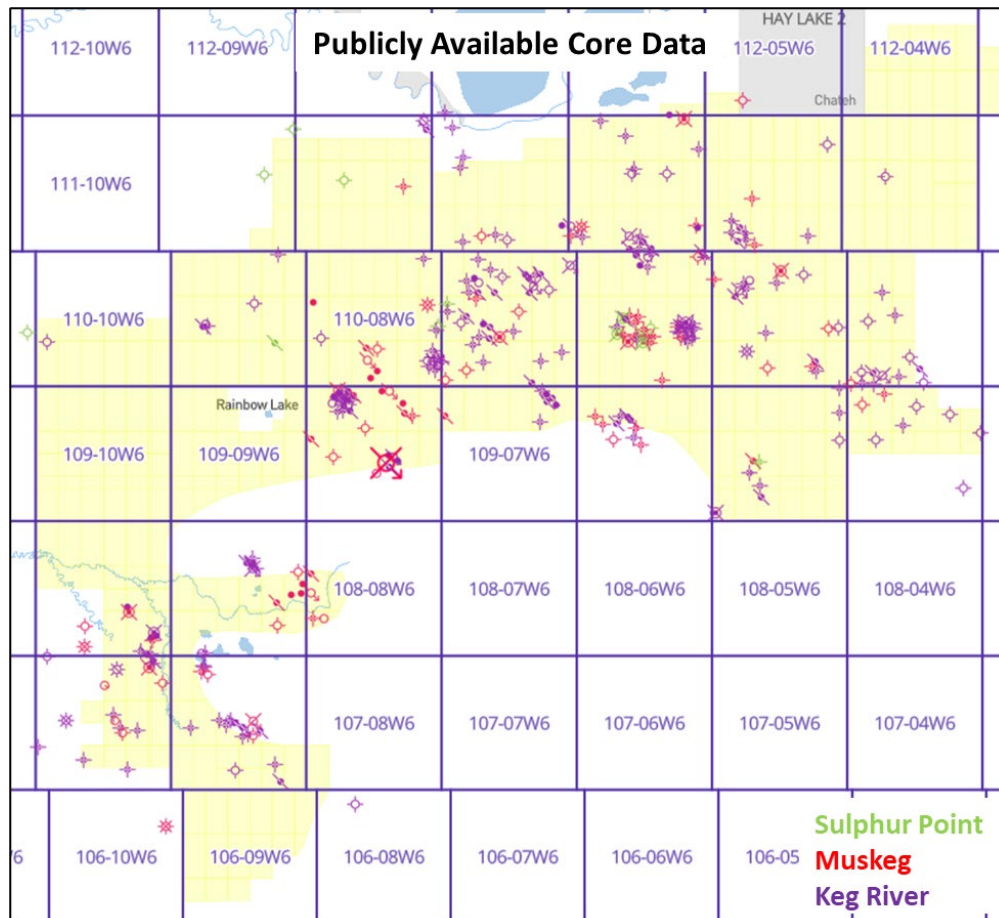 HAY LAKE 2
112-10W6
112-09W6
Publicly Available Core Data
112-05W6
112-04W6
Chateh
111-10W6
110-10W6
110-08W6
Rainbow Lake
109-10W6
109-09W6
109-07W6
108-08W6
108-07W6
108-06W6
108-05W6
108-04W6
107-08W6
107-07W6
107-06W6
107-05W6
107-04W6
Sulphur Point
/6
106-10W6
106-09W6
106-08W6
106-07W6
106-06W6
106-05
Muskeg
Keg River